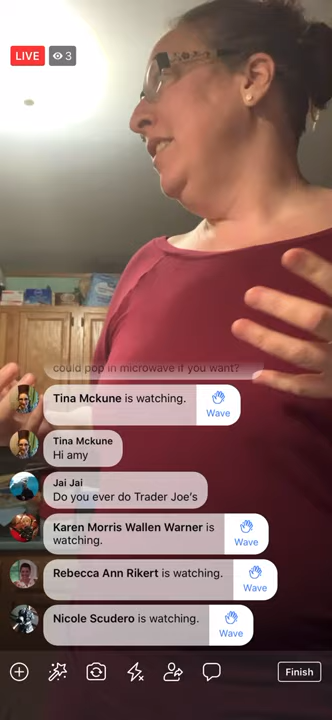 LIVE 3
could pop in microwave if you want?
Tina Mckune is watching.
Wave
Tina Mckune
Hi amy
Jai Jai
Do you ever do Trader Joe's
Karen Morris Wallen Warner is
watching.
Wave
Rebecca Ann Rikert is watching.
Wave
Nicole Scudero is watching.
Wave
Finish